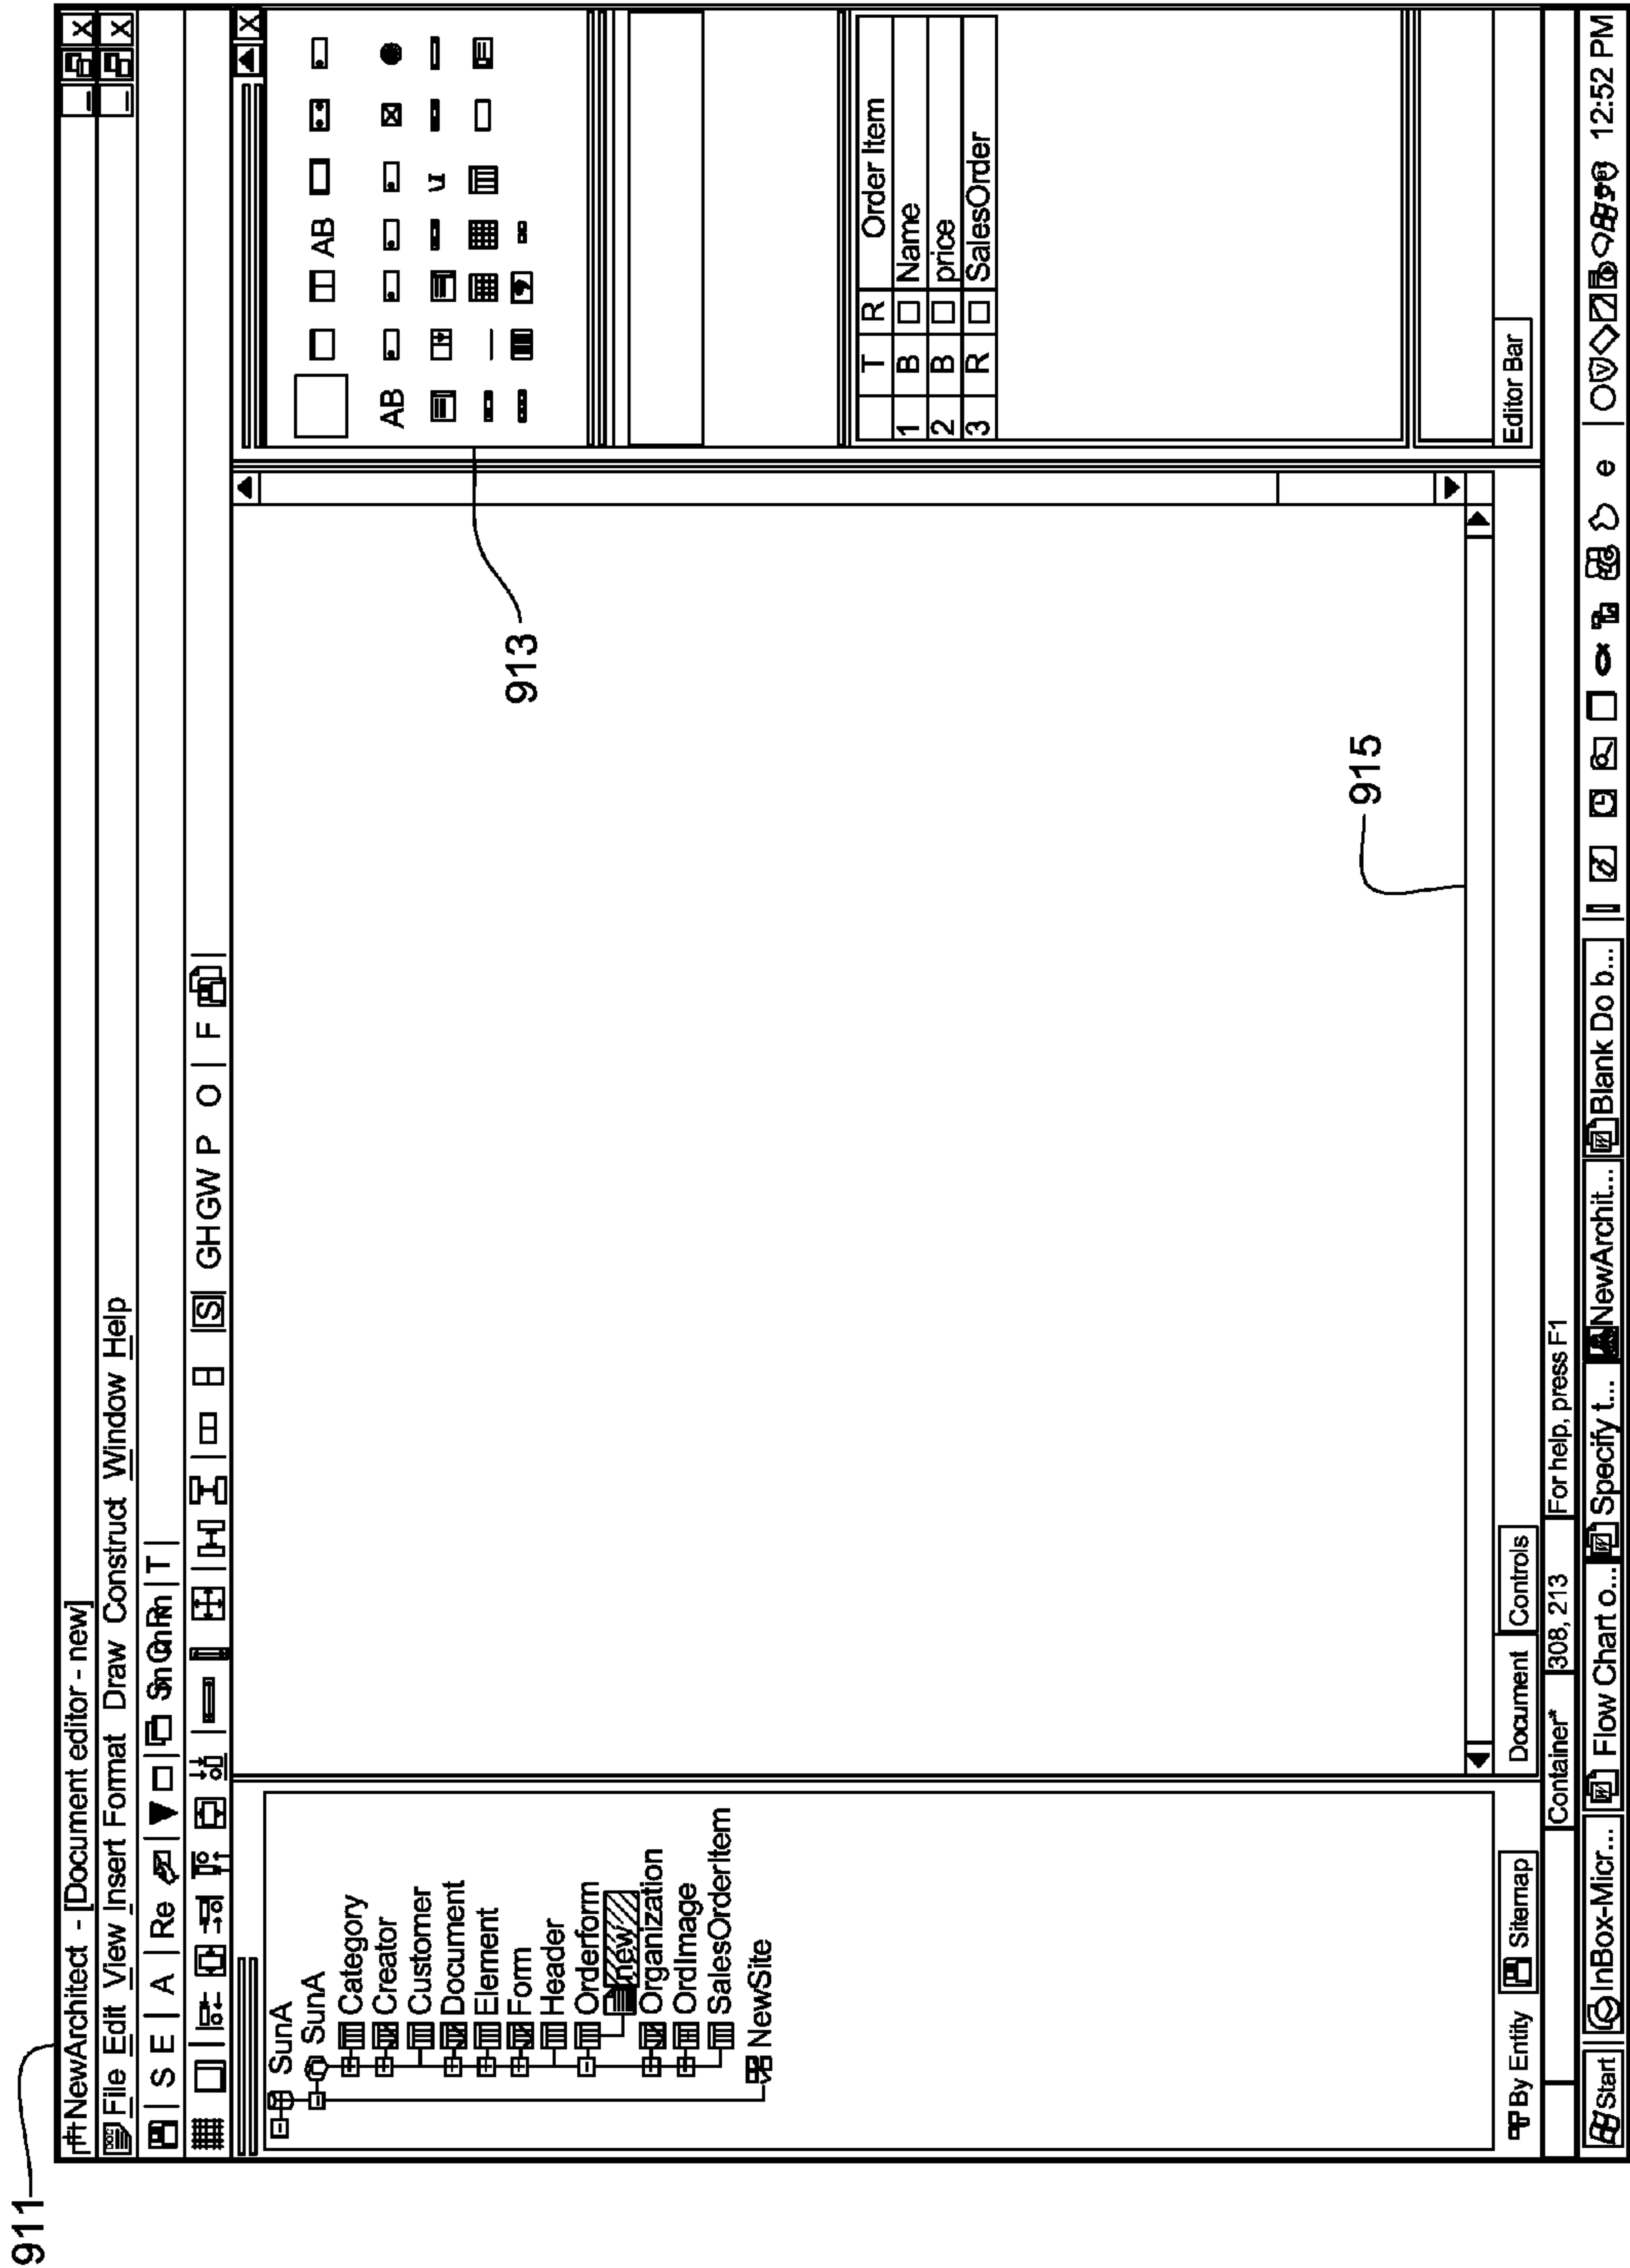 911
NewArchitect - [Document editor - new]
File Edit View Insert Format Draw Construct Window Help
S E | A | Re
T
S GHGW P O F
SunA
SunA
Category
Creator
Customer
Document
Element
Form
Header
Orderform
new
Organization
OrdImage
SalesOrderItem
NewSite
By Entity Sitemap
913
915
Document Controls
AB
AB
T R Order Item
1 B Name
2 B price
3 R SalesOrder
Editor Bar
Container* 308, 213 For help, press F1
Start InBox-Micr... Flow Chart o... Specify t... NewArchit... Blank Do b... e 12:52 PM